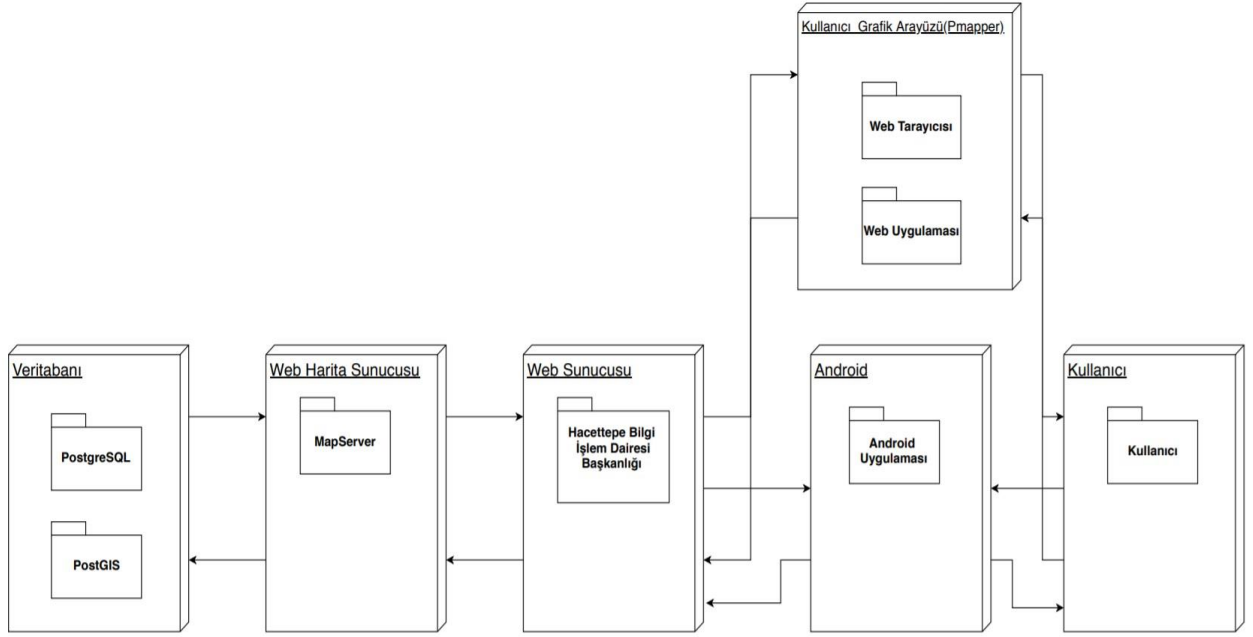 Kullanıcı Grafik Arayüzü(Pmapper)
Web Tarayıcısı
Web Uygulaması
Veritabanı
PostgreSQL
PostGIS
Web Harita Sunucusu
MapServer
Web Sunucusu
Hacettepe Bilgi
İşlem Dairesi
Başkanlığı
Android
Android
Uygulaması
Kullanıcı
Kullanıcı